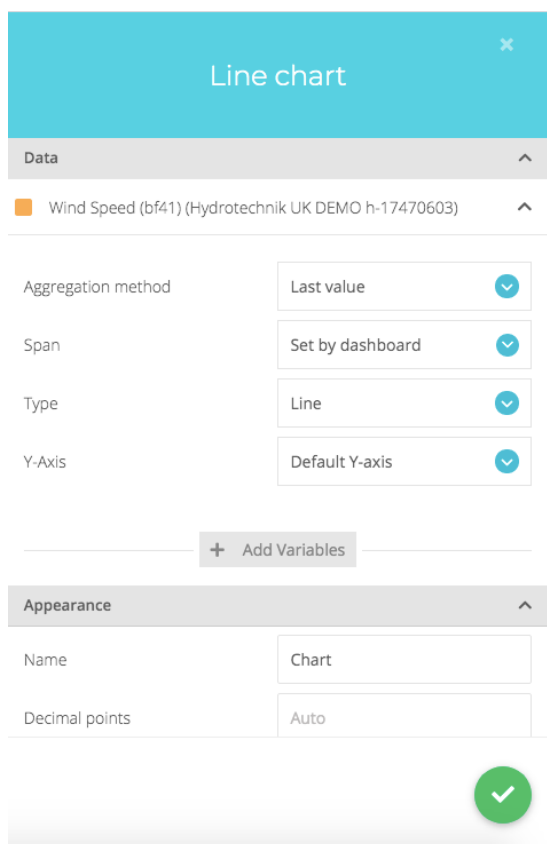 Line chart
Data
Wind Speed (bf41) (Hydrotechnik UK DEMO h-17470603)
Aggregation method Last value
Span Set by dashboard
Type Line
Y-Axis Default Y-axis
+ Add Variables
Appearance
Name Chart
Decimal points Auto